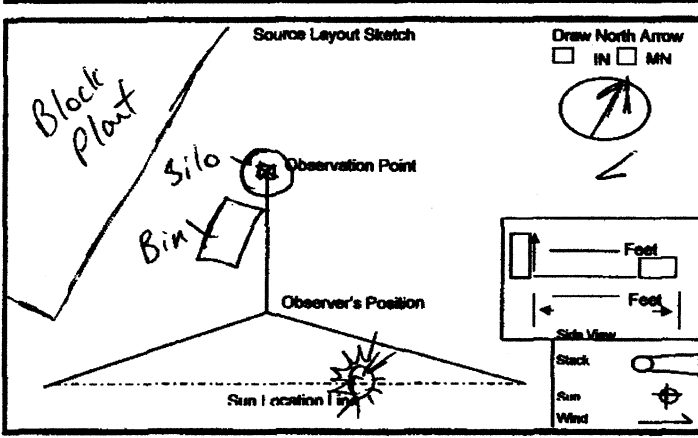 Source Layout Sketch
Draw North Arrow
IN MN
Block
Plant
Silo
Observation Point
Bin
Feet
Observer's Position
Feet
Side View
Stack
Sun
Wind
Sun Location Line